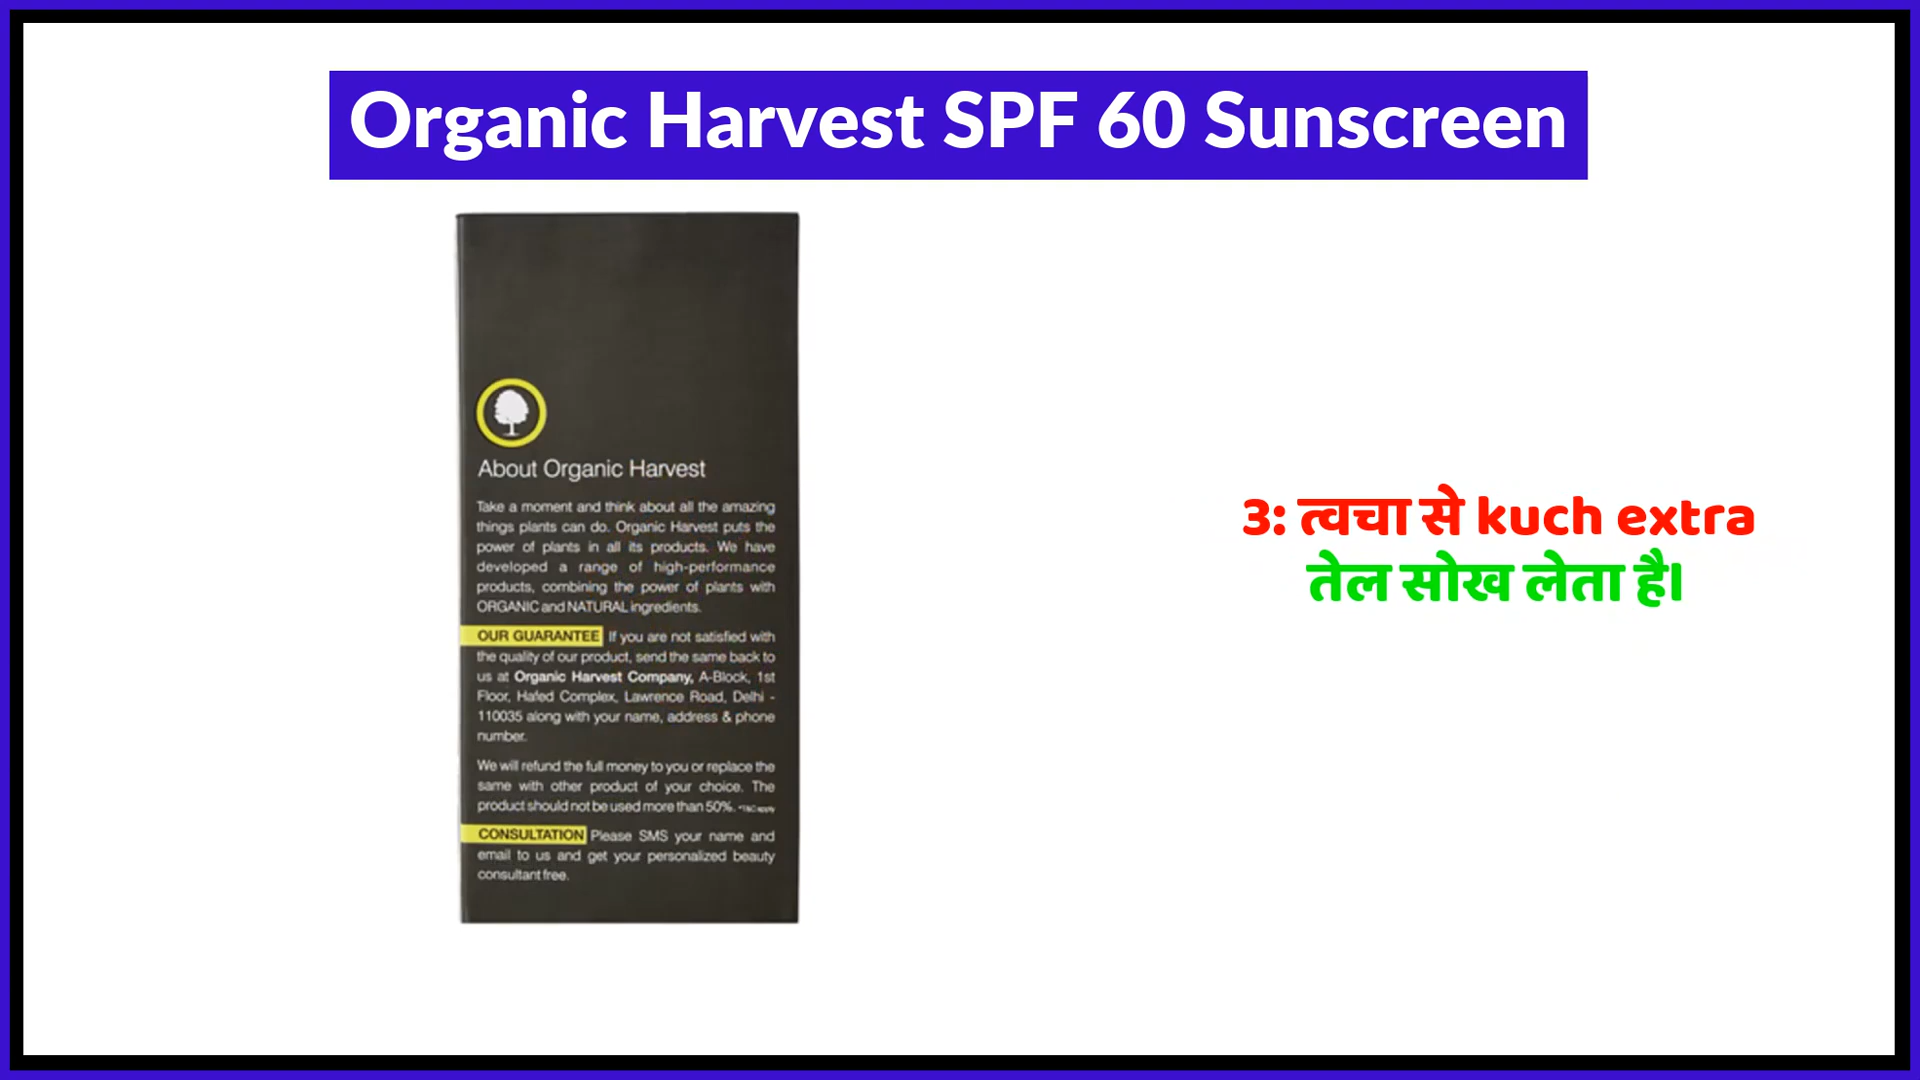 Organic Harvest SPF 60 Sunscreen
About Organic Harvest
Take a moment and think about all the amazing
things plants can do. Organic Harvest puts the
power of plants in all its products. We have
developed a range of high-performance
products, combining the power of plants with
ORGANIC and NATURAL ingredients.
OUR GUARANTEE If you are not satisfied with
the quality of our product, send the same back to
us at Organic Harvest Company, A-Block, 1st
Floor, Hafed Complex, Lawrence Road, Delhi -
110035 along with your name, address & phone
number.
We will refund the full money to you or replace the
same with other product of your choice. The
product should not be used more than 50%. *T&C apply
CONSULTATION Please SMS your name and
email to us and get your personalized beauty
consultant free.
3: त्वचा से kuch extra
तेल सोख लेता है।